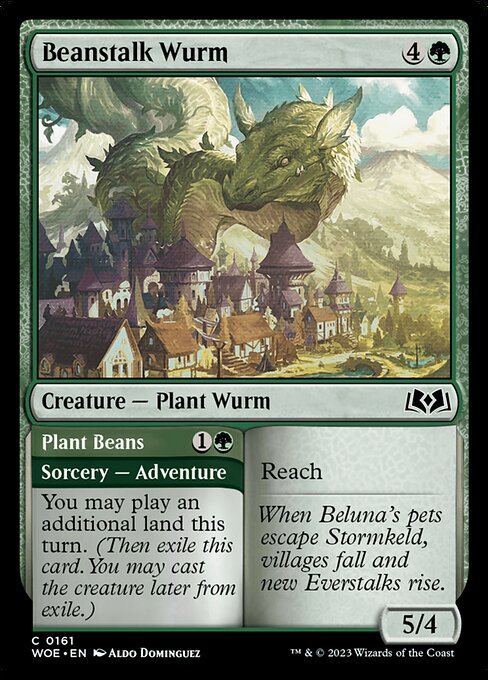 Beanstalk Wurm 4
Creature — Plant Wurm
Plant Beans 1
Sorcery — Adventure
You may play an
additional land this
turn. (Then exile this
card. You may cast
the creature later from
exile.)
Reach
When Beluna's pets
escape Stormkeld,
villages fall and
new Everstalks rise.
5/4
C 0161
WOE • EN Aldo Dominguez
™ & © 2023 Wizards of the Coast